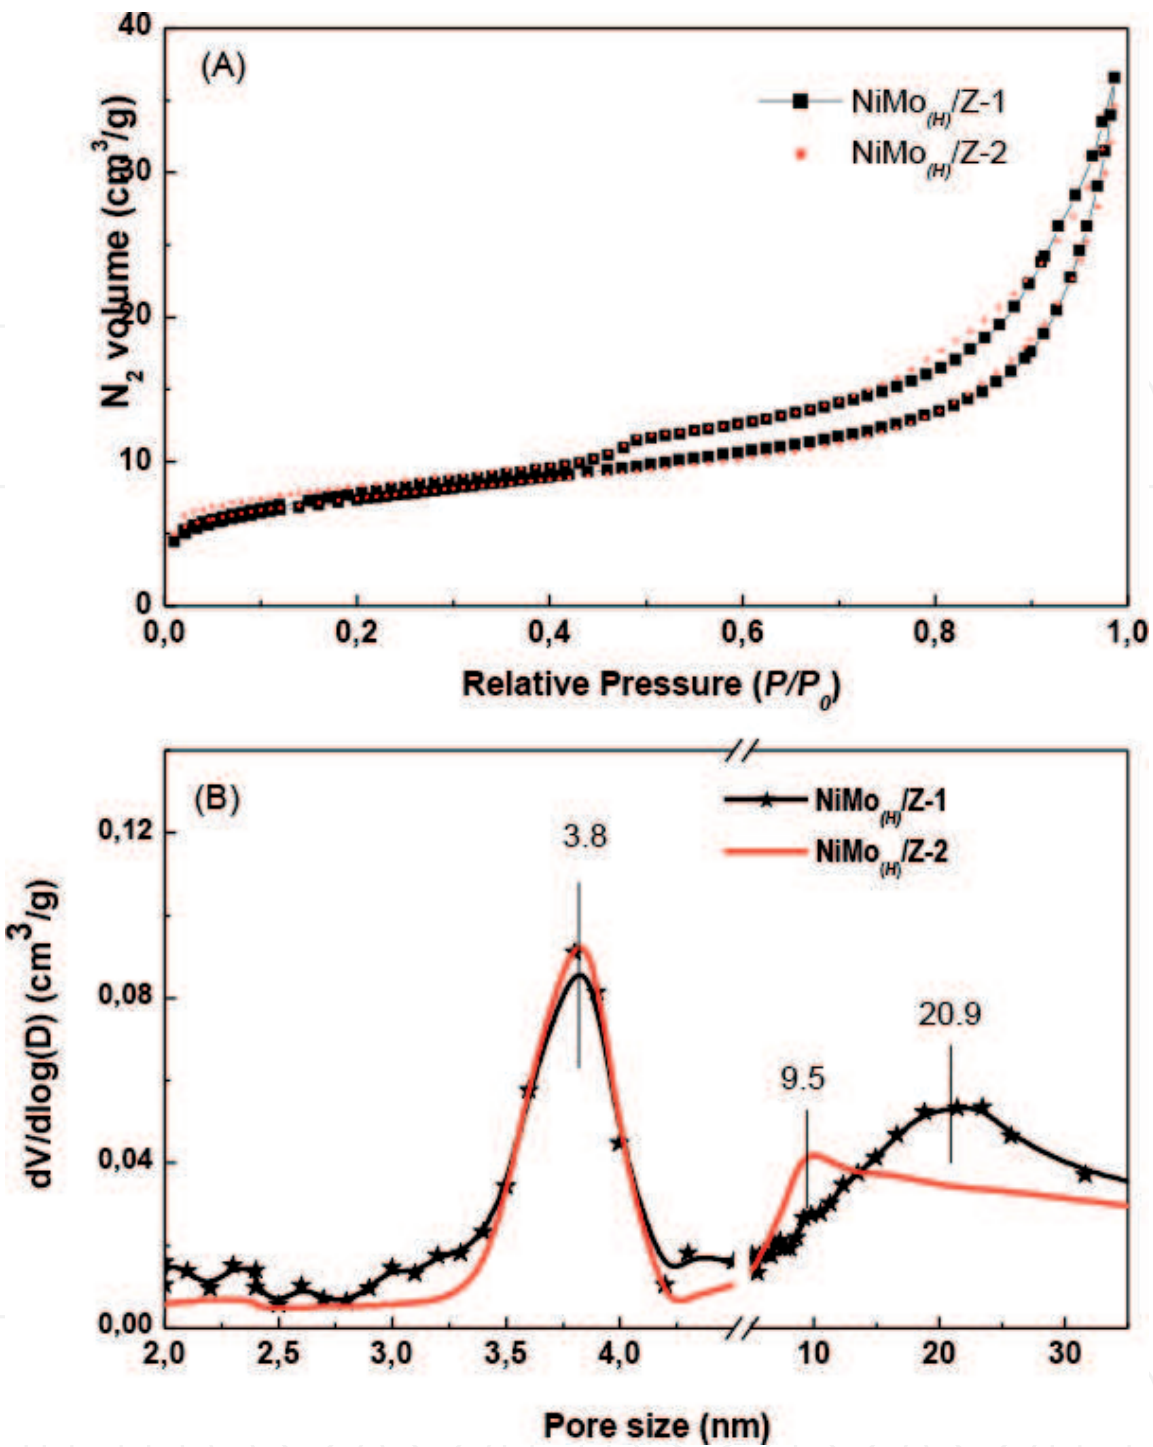 (A)
NiMo(H)/Z-1
NiMo(H)/Z-2
N2 volume (cm3/g)
40
30
20
10
0
0,0 0,2 0,4 0,6 0,8 1,0
Relative Pressure (P/P0)
(B)
NiMo(H)/Z-1
NiMo(H)/Z-2
3.8
9.5
20.9
dV/dlog(D) (cm3/g)
0,12
0,08
0,04
0,00
2,0 2,5 3,0 3,5 4,0 10 20 30
Pore size (nm)